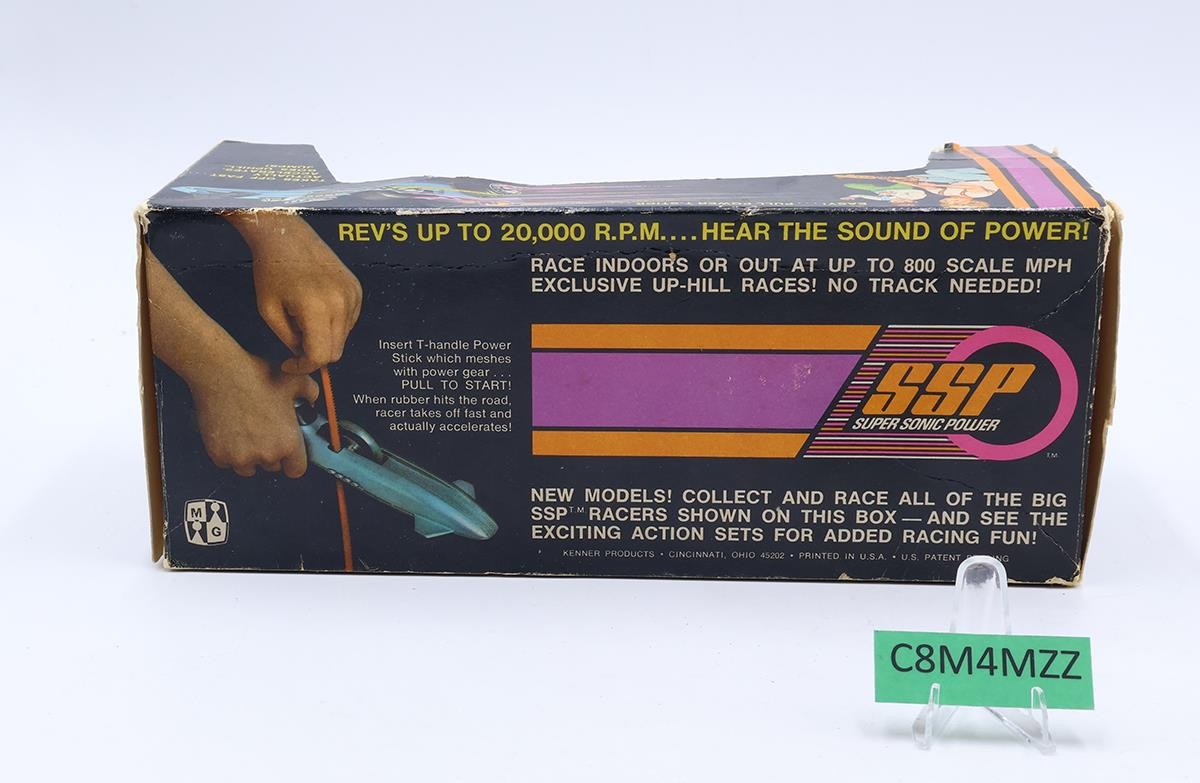 REV'S UP TO 20,000 R.P.M....HEAR THE SOUND OF POWER!
RACE INDOORS OR OUT AT UP TO 800 SCALE MPH
EXCLUSIVE UP-HILL RACES! NO TRACK NEEDED!
Insert T-handle Power
Stick which meshes
with power gear . . .
PULL TO START!
When rubber hits the road,
racer takes off fast and
actually accelerates!
SSP
SUPER SONIC POWER
T.M.
M
G
NEW MODELS! COLLECT AND RACE ALL OF THE BIG
SSP T.M. RACERS SHOWN ON THIS BOX — AND SEE THE
EXCITING ACTION SETS FOR ADDED RACING FUN!
KENNER PRODUCTS • CINCINNATI, OHIO 45202 • PRINTED IN U.S.A. • U.S. PATENT
C8M4MZZ